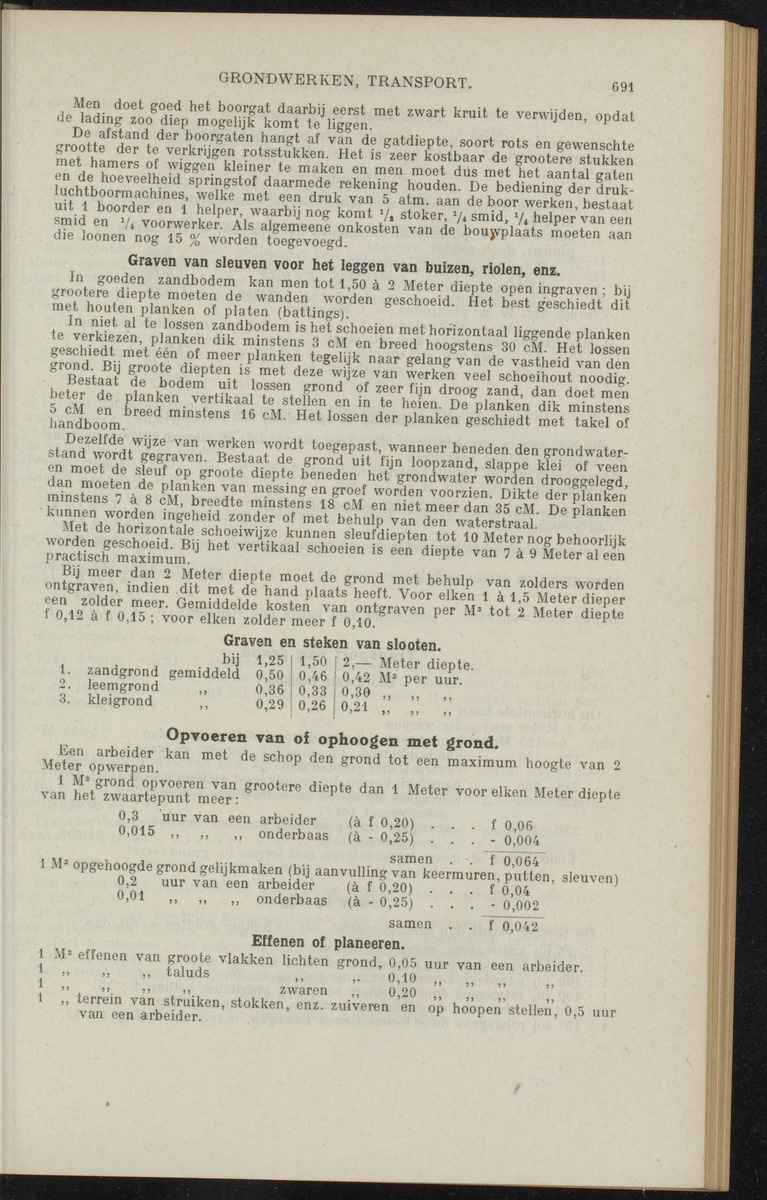 GRONDWERKEN, TRANSPORT. 691
Men doet goed het boorgat daarbij eerst met zwart kruit te verwijden, opdat
de lading zoo diep mogelijk komt te liggen.
De afstand der boorgaten hangt af van de gatdiepte, soort rots en gewenschte
grootte der te verkrijgen rotsstukken. Het is zeer kostbaar de grootere stukken
met hamers of wiggen kleiner te maken en men moet dus met het aantal gaten
en de hoeveelheid springstof daarmede rekening houden. De bediening der druk-
luchtboormachines, welke met een druk van 5 atm. aan de boor werken, bestaat
uit 1 boorder en 1 helper, waarbij nog komt ½ stoker, ¼ smid, ¼ helper van een
smid en ¼ voorwerker. Als algemeene onkosten van de bouwplaats moeten aan
die loonen nog 15 % worden toegevoegd.
Graven van sleuven voor het leggen van buizen, riolen, enz.
In goeden zandbodem kan men tot 1,50 à 2 Meter diepte open ingraven; bij
grootere diepte moeten de wanden worden geschoeid. Het best geschiedt dit
met houten planken of platen (battings).
In niet al te lossen zandbodem is het schoeien met horizontaal liggende planken
te verkiezen, planken dik minstens 3 cM en breed hoogstens 30 cM. Het lossen
geschiedt met één of meer planken tegelijk naar gelang van de vastheid van den
grond. Bij groote diepten is met deze wijze van werken veel schoeihout noodig.
Bestaat de bodem uit lossen grond of zeer fijn droog zand, dan doet men
beter de planken vertikaal te stellen en in te heien. De planken dik minstens
5 cM en breed minstens 16 cM. Het lossen der planken geschiedt met takel of
handboom.
Dezelfde wijze van werken wordt toegepast, wanneer beneden den grondwater-
stand wordt gegraven. Bestaat de grond uit fijn loopzand, slappe klei of veen
en moet de sleuf op groote diepte beneden het grondwater worden drooggelegd,
dan moeten de planken van messing en groef worden voorzien. Dikte der planken
minstens 7 à 8 cM, breedte minstens 18 cM en niet meer dan 35 cM. De planken
kunnen worden ingeheid zonder of met behulp van den waterstraal.
Met de horizontale schoeiwijze kunnen sleufdiepten tot 10 Meter nog behoorlijk
worden geschoeid. Bij het vertikaal schoeien is een diepte van 7 à 9 Meter al een
practisch maximum.
Bij meer dan 2 Meter diepte moet de grond met behulp van zolders worden
ontgraven, indien dit met de hand plaats heeft. Voor elken 1 à 1,5 Meter dieper
een zolder meer. Gemiddelde kosten van ontgraven per M³ tot 2 Meter diepte
f 0,12 à f 0,15; voor elken zolder meer f 0,10.
Graven en steken van slooten.
bij 1,25 | 1,50 | 2,— Meter diepte.
1. zandgrond gemiddeld 0,50 | 0,46 | 0,42 M³ per uur.
2. leemgrond „ 0,36 | 0,33 | 0,30 „ „ „
3. kleigrond „ 0,29 | 0,26 | 0,21 „ „ „
Opvoeren van of ophoogen met grond.
Een arbeider kan met de schop den grond tot een maximum hoogte van 2
Meter opwerpen.
1 M³ grond opvoeren van grootere diepte dan 1 Meter voor elken Meter diepte
van het zwaartepunt meer:
0,3 uur van een arbeider (à f 0,20) . . . f 0,06
0,015 „ „ „ onderbaas (à - 0,25) . . . - 0,004
samen . . f 0,064
1 M³ opgehoogde grond gelijkmaken (bij aanvulling van keermuren, putten, sleuven)
0,2 uur van een arbeider (à f 0,20) . . . f 0,04
0,01 „ „ „ onderbaas (à - 0,25) . . . - 0,002
samen . . f 0,042
Effenen of planeeren.
1 M² effenen van groote vlakken lichten grond, 0,05 uur van een arbeider.
1 „ „ „ taluds „ „ 0,10 „ „ „ „
1 „ „ „ „ zwaren „ 0,20 „ „ „ „
1 „ terrein van struiken, stokken, enz. zuiveren en op hoopen stellen, 0,5 uur
van een arbeider.